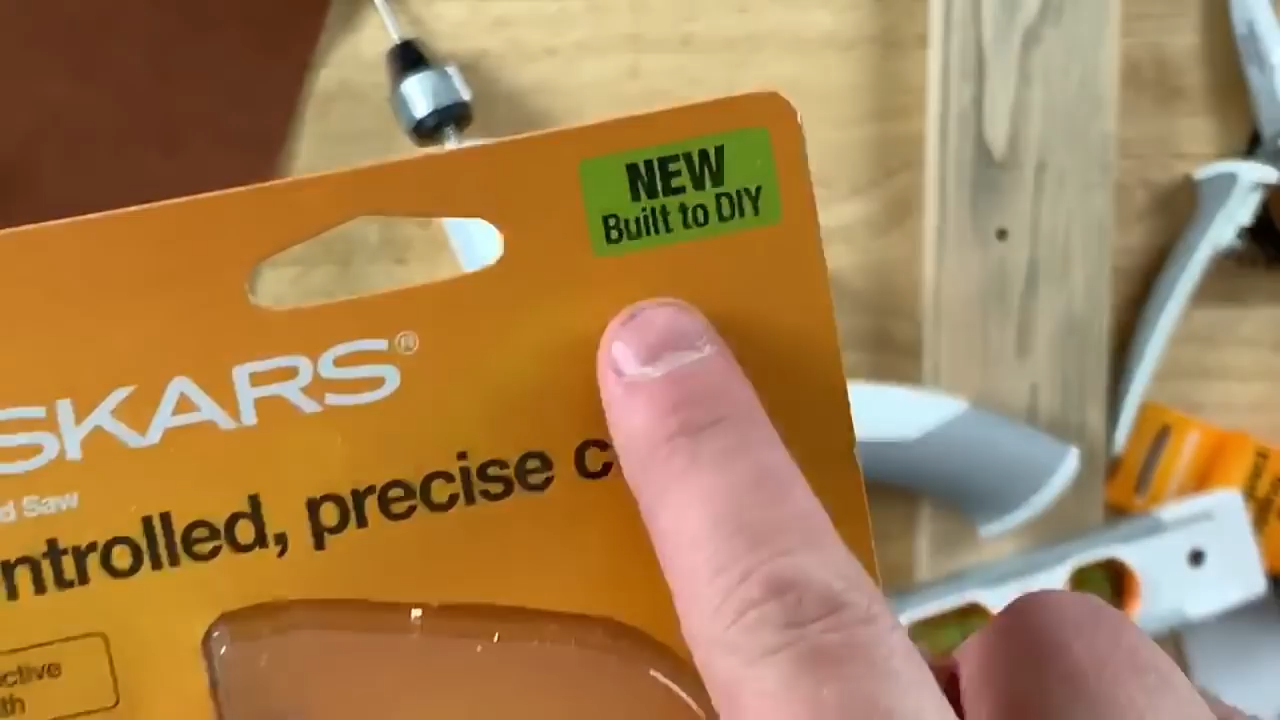 NEW
Built to DIY
SKARS®
d Saw
ntrolled, precise c
ctive
th